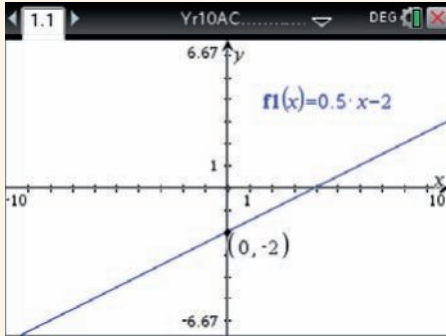 1.1 Yr10AC............ DEG
6.67 y
f1(x)=0.5·x−2
1
x
-10 1 10
(0,-2)
-6.67